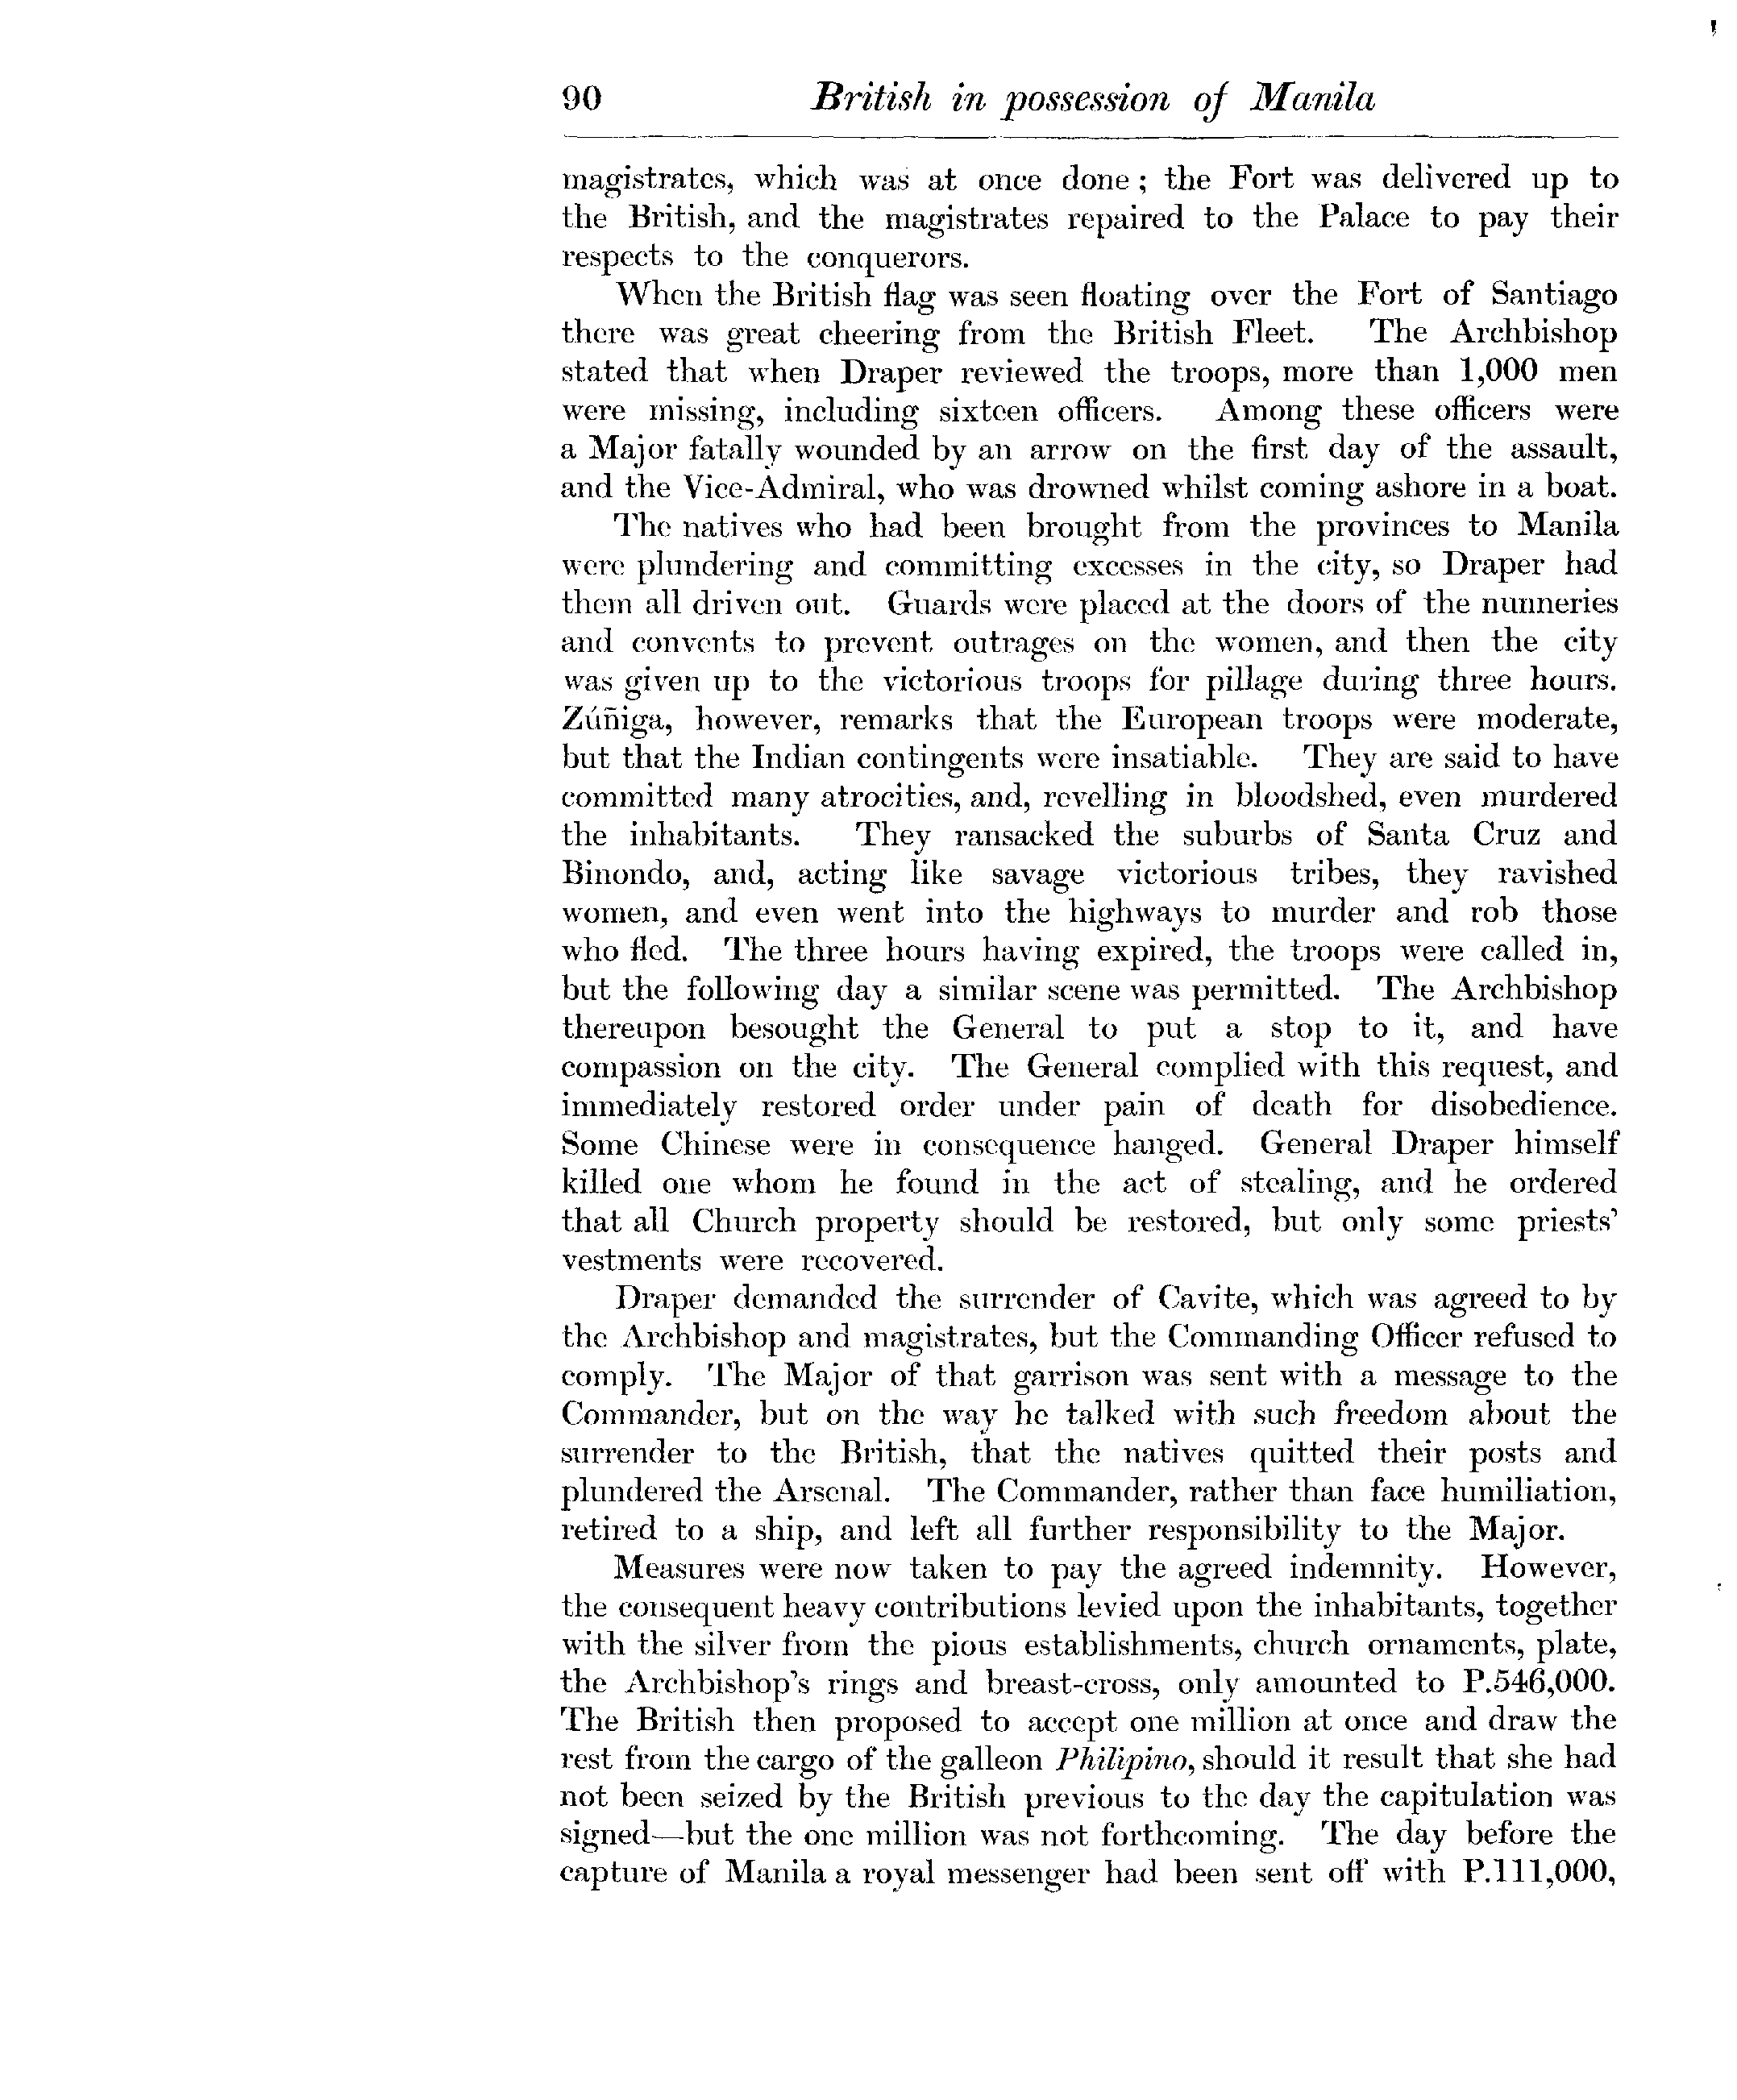 90 British in possession of Manila
magistrates, which was at once done ; the Fort was delivered up to
the British, and the magistrates repaired to the Palace to pay their
respects to the conquerors.
When the British flag was seen floating over the Fort of Santiago
there was great cheering from the British Fleet. The Archbishop
stated that when Draper reviewed the troops, more than 1,000 men
were missing, including sixteen officers. Among these officers were
a Major fatally wounded by an arrow on the first day of the assault,
and the Vice-Admiral, who was drowned whilst coming ashore in a boat.
The natives who had been brought from the provinces to Manila
were plundering and committing excesses in the city, so Draper had
them all driven out. Guards were placed at the doors of the nunneries
and convents to prevent outrages on the women, and then the city
was given up to the victorious troops for pillage during three hours.
Zúñiga, however, remarks that the European troops were moderate,
but that the Indian contingents were insatiable. They are said to have
committed many atrocities, and, revelling in bloodshed, even murdered
the inhabitants. They ransacked the suburbs of Santa Cruz and
Binondo, and, acting like savage victorious tribes, they ravished
women, and even went into the highways to murder and rob those
who fled. The three hours having expired, the troops were called in,
but the following day a similar scene was permitted. The Archbishop
thereupon besought the General to put a stop to it, and have
compassion on the city. The General complied with this request, and
immediately restored order under pain of death for disobedience.
Some Chinese were in consequence hanged. General Draper himself
killed one whom he found in the act of stealing, and he ordered
that all Church property should be restored, but only some priests'
vestments were recovered.
Draper demanded the surrender of Cavite, which was agreed to by
the Archbishop and magistrates, but the Commanding Officer refused to
comply. The Major of that garrison was sent with a message to the
Commander, but on the way he talked with such freedom about the
surrender to the British, that the natives quitted their posts and
plundered the Arsenal. The Commander, rather than face humiliation,
retired to a ship, and left all further responsibility to the Major.
Measures were now taken to pay the agreed indemnity. However,
the consequent heavy contributions levied upon the inhabitants, together
with the silver from the pious establishments, church ornaments, plate,
the Archbishop's rings and breast-cross, only amounted to P.546,000.
The British then proposed to accept one million at once and draw the
rest from the cargo of the galleon Philipino, should it result that she had
not been seized by the British previous to the day the capitulation was
signed—but the one million was not forthcoming. The day before the
capture of Manila a royal messenger had been sent off with P.111,000,